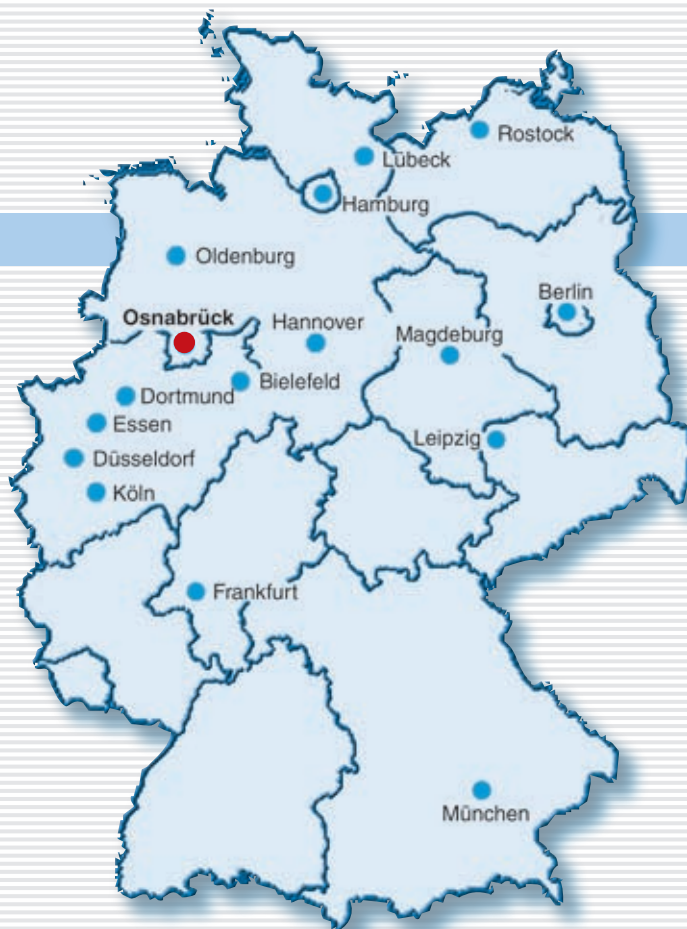 Rostock
Lübeck
Hamburg
Oldenburg
Berlin
Osnabrück
Hannover
Magdeburg
Bielefeld
Dortmund
Essen
Leipzig
Düsseldorf
Köln
Frankfurt
München